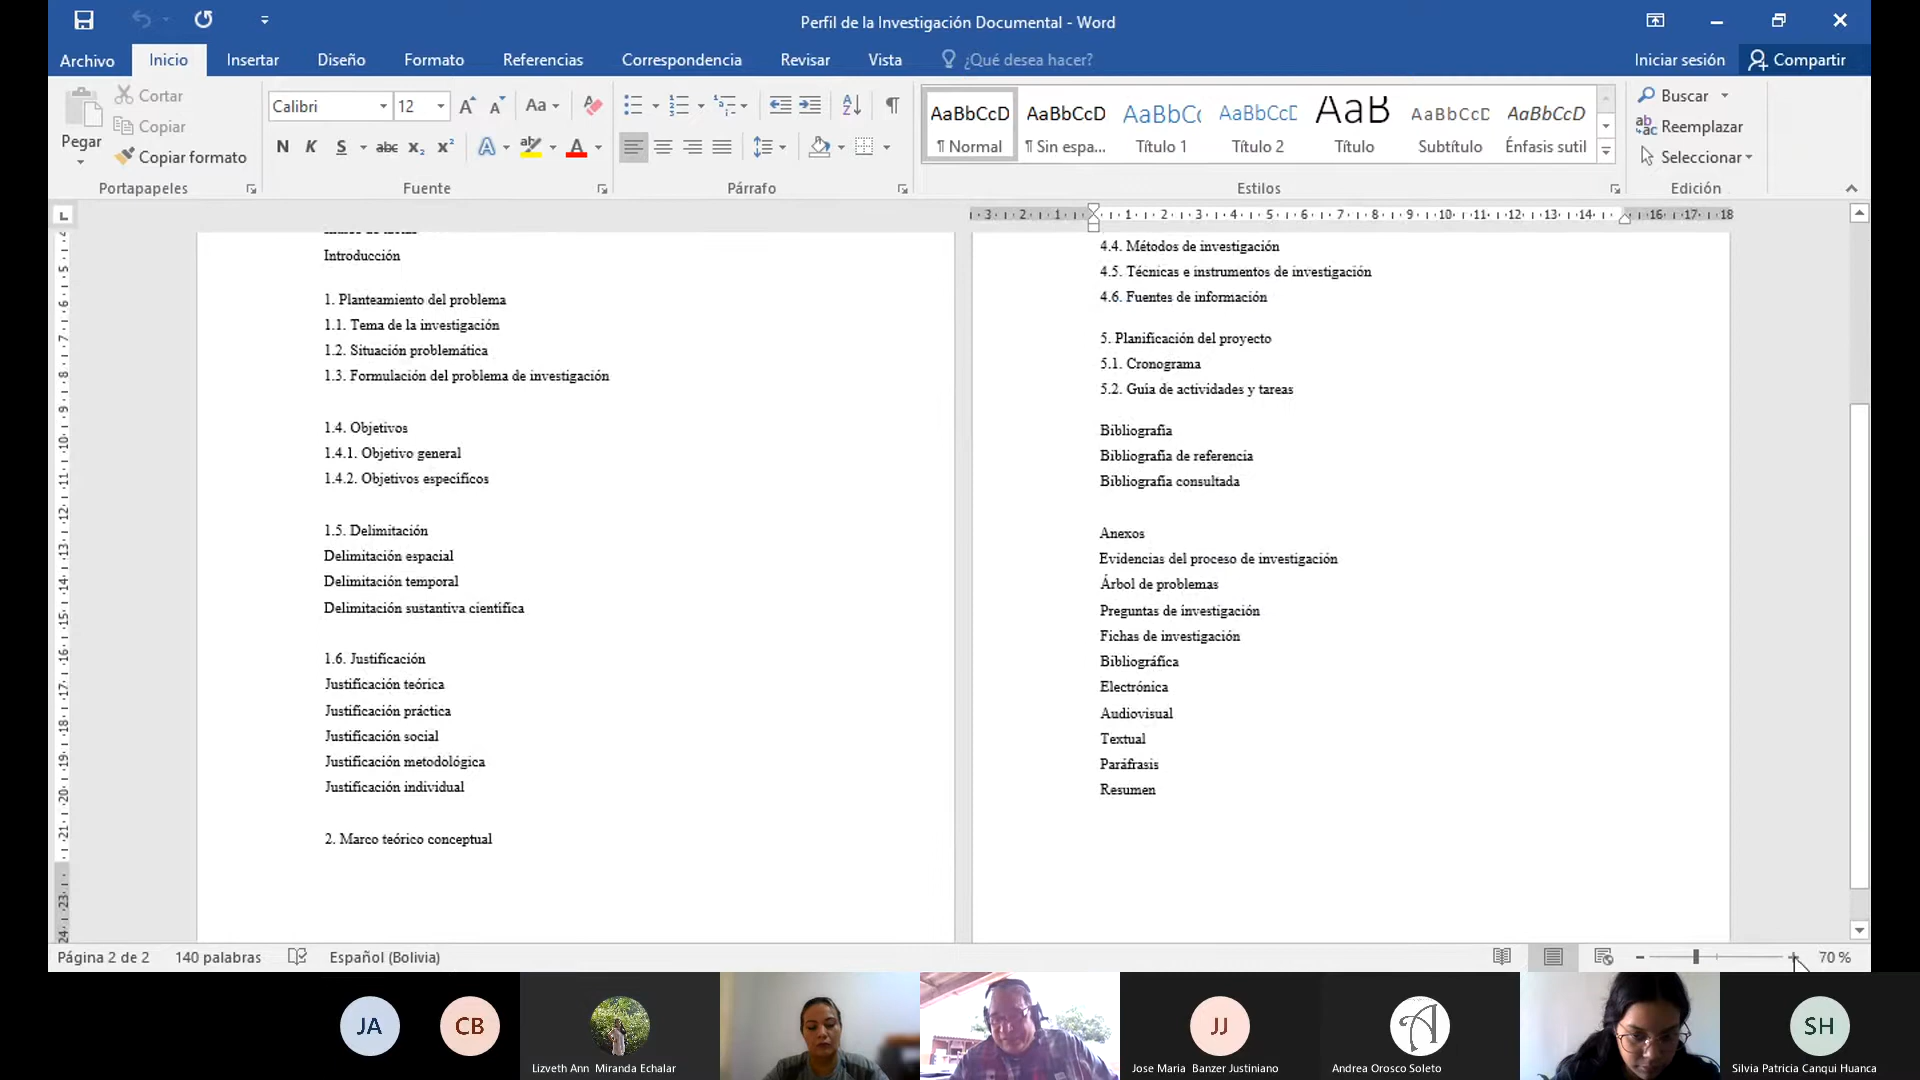 Perfil de la Investigación Documental - Word
Archivo Inicio Insertar Diseño Formato Referencias Correspondencia Revisar Vista ¿Qué desea hacer? Iniciar sesión Compartir
Pegar
Cortar
Copiar
Copiar formato
Portapapeles
Calibri 12
Aa
N K S abc x₂ x² A ab A
Fuente
Párrafo
AaBbCcD AaBbCcD AaBbCc AaBbCcC AaB AaBbCcD AaBbCcD
¶ Normal ¶ Sin espa... Título 1 Título 2 Título Subtítulo Énfasis sutil
Estilos
Buscar
Reemplazar
Seleccionar
Edición
Introducción
1. Planteamiento del problema
1.1. Tema de la investigación
1.2. Situación problemática
1.3. Formulación del problema de investigación
1.4. Objetivos
1.4.1. Objetivo general
1.4.2. Objetivos específicos
1.5. Delimitación
Delimitación espacial
Delimitación temporal
Delimitación sustantiva científica
1.6. Justificación
Justificación teórica
Justificación práctica
Justificación social
Justificación metodológica
Justificación individual
2. Marco teórico conceptual
4.4. Métodos de investigación
4.5. Técnicas e instrumentos de investigación
4.6. Fuentes de información
5. Planificación del proyecto
5.1. Cronograma
5.2. Guía de actividades y tareas
Bibliografía
Bibliografía de referencia
Bibliografía consultada
Anexos
Evidencias del proceso de investigación
Árbol de problemas
Preguntas de investigación
Fichas de investigación
Bibliográfica
Electrónica
Audiovisual
Textual
Paráfrasis
Resumen
Página 2 de 2 140 palabras Español (Bolivia) 70 %
JA CB JJ A SH
Lizveth Ann Miranda Echalar Jose Maria Banzer Justiniano Andrea Orosco Soleto Silvia Patricia Canqui Huanca